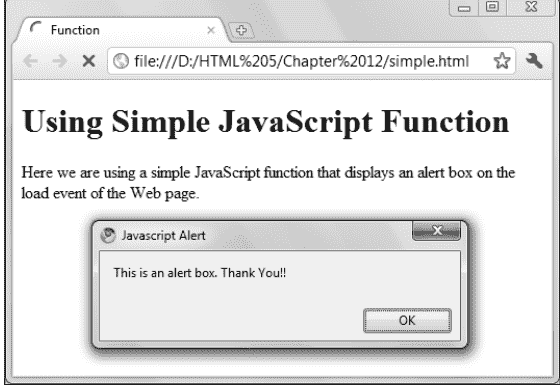 Function
file:///D:/HTML%205/Chapter%2012/simple.html
Using Simple JavaScript Function
Here we are using a simple JavaScript function that displays an alert box on the
load event of the Web page.
Javascript Alert
This is an alert box. Thank You!!
OK